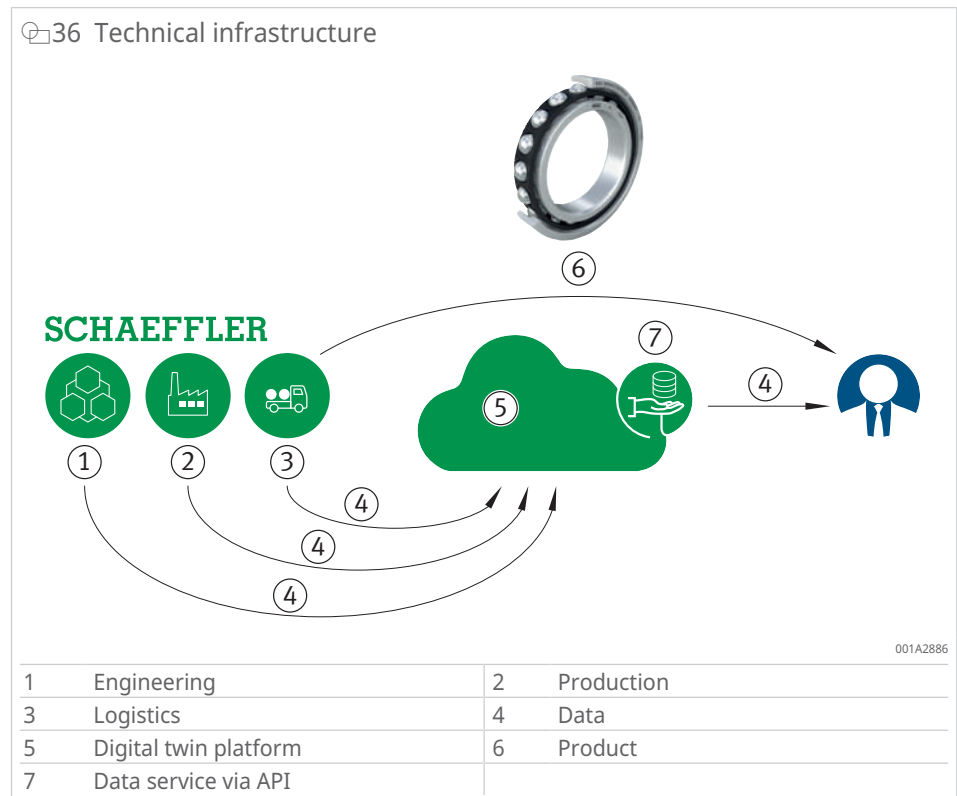 36 Technical infrastructure
6
SCHAEFFLER
7
4
5
1 2 3
4
4
4
001A2886
1 Engineering 2 Production
3 Logistics 4 Data
5 Digital twin platform 6 Product
7 Data service via API